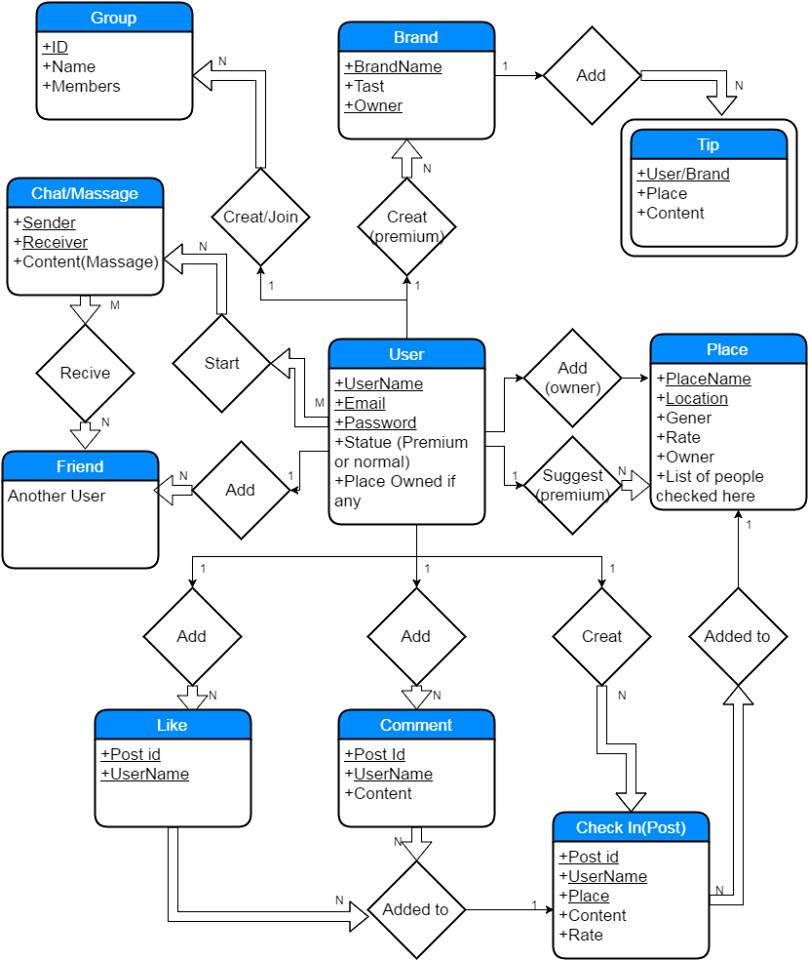 Group
+ID
+Name
+Members
N
Brand
+BrandName
+Tast
+Owner
1
Add
N
Tip
+User/Brand
+Place
+Content
Chat/Massage
+Sender
+Receiver
+Content(Massage)
N
Creat/Join
1
N
Creat
(premium)
1
M
Recive
N
Start
M
User
+UserName
+Email
+Password
+Statue (Premium
or normal)
+Place Owned if
any
Add
(owner)
1
Suggest
(premium)
N
Place
+PlaceName
+Location
+Gener
+Rate
+Owner
+List of people
checked here
1
Friend
Another User
N
Add
1
1
1
1
Add
Add
Creat
Added to
N
N
N
Like
+Post id
+UserName
Comment
+Post Id
+UserName
+Content
N
N
Added to
1
Check In(Post)
+Post id
+UserName
+Place
+Content
+Rate
N